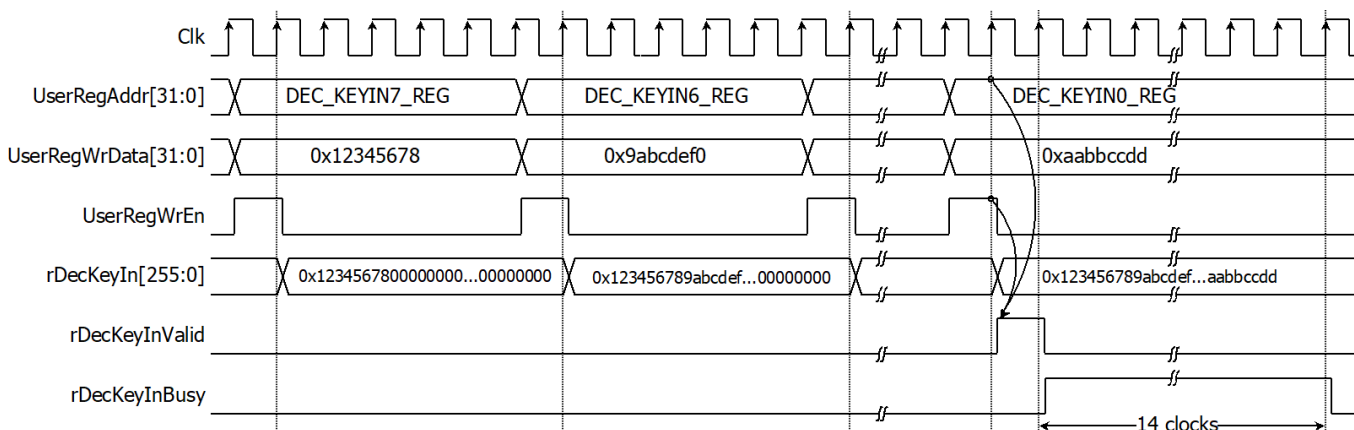 Clk
UserRegAddr[31:0] DEC_KEYIN7_REG DEC_KEYIN6_REG DEC_KEYIN0_REG
UserRegWrData[31:0] 0x12345678 0x9abcdef0 0xaabbccdd
UserRegWrEn
rDecKeyIn[255:0] 0x1234567800000000...00000000 0x123456789abcdef...00000000 0x123456789abcdef...aabbccdd
rDecKeyInValid
rDecKeyInBusy
14 clocks